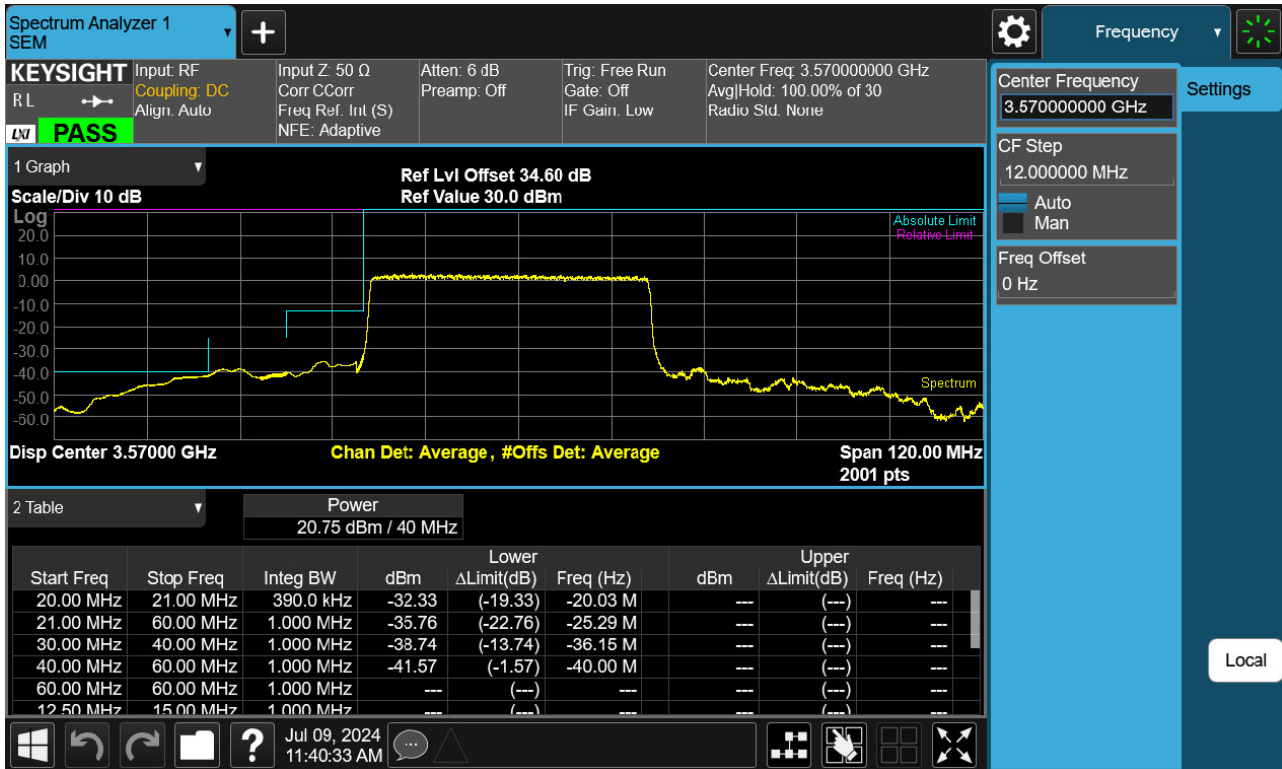 Spectrum Analyzer 1
SEM
Frequency
KEYSIGHT
RL
LXI PASS
Input: RF
Coupling: DC
Align: Auto
Input Z: 50 Ω
Corr CCorr
Freq Ref: Int (S)
NFE: Adaptive
Atten: 6 dB
Preamp: Off
Trig: Free Run
Gate: Off
IF Gain: Low
Center Freq: 3.570000000 GHz
Avg|Hold: 100.00% of 30
Radio Std: None
Center Frequency
3.570000000 GHz
Settings
CF Step
12.000000 MHz
Auto
Man
Freq Offset
0 Hz
Local
1 Graph
Scale/Div 10 dB
Ref Lvl Offset 34.60 dB
Ref Value 30.0 dBm
Log
Absolute Limit
Relative Limit
20.0
10.0
0.00
-10.0
-20.0
-30.0
-40.0
-50.0
-60.0
Spectrum
Disp Center 3.57000 GHz
Chan Det: Average, #Offs Det: Average
Span 120.00 MHz
2001 pts
2 Table
Power
20.75 dBm / 40 MHz
Lower Upper
Start Freq Stop Freq Integ BW dBm ΔLimit(dB) Freq (Hz) dBm ΔLimit(dB) Freq (Hz)
20.00 MHz 21.00 MHz 390.0 kHz -32.33 (-19.33) -20.03 M --- (---) ---
21.00 MHz 60.00 MHz 1.000 MHz -35.76 (-22.76) -25.29 M --- (---) ---
30.00 MHz 40.00 MHz 1.000 MHz -38.74 (-13.74) -36.15 M --- (---) ---
40.00 MHz 60.00 MHz 1.000 MHz -41.57 (-1.57) -40.00 M --- (---) ---
60.00 MHz 60.00 MHz 1.000 MHz --- (---) --- --- (---) ---
12.50 MHz 15.00 MHz 1.000 MHz --- (---) --- --- (---) ---
Jul 09, 2024
11:40:33 AM